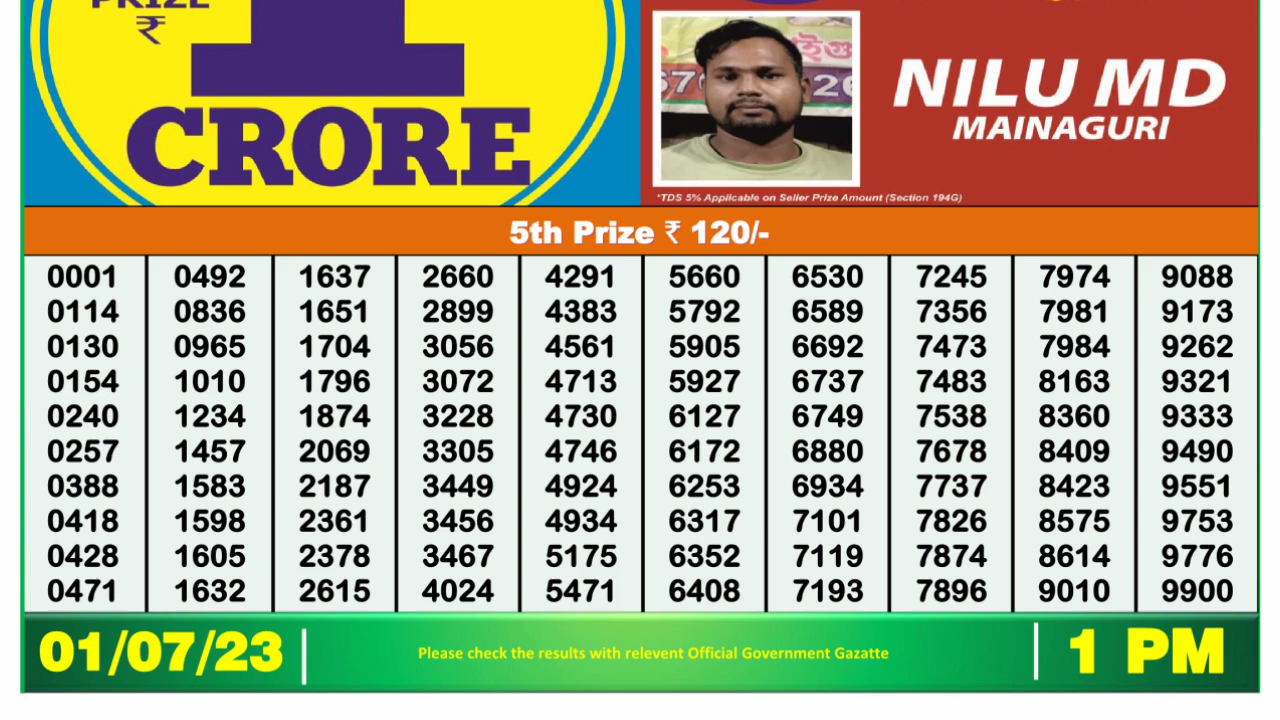 PRIZE
₹
1
CRORE
NILU MD
MAINAGURI
*TDS 5% Applicable on Seller Prize Amount (Section 194G)
5th Prize ₹ 120/-
0001 0492 1637 2660 4291 5660 6530 7245 7974 9088
0114 0836 1651 2899 4383 5792 6589 7356 7981 9173
0130 0965 1704 3056 4561 5905 6692 7473 7984 9262
0154 1010 1796 3072 4713 5927 6737 7483 8163 9321
0240 1234 1874 3228 4730 6127 6749 7538 8360 9333
0257 1457 2069 3305 4746 6172 6880 7678 8409 9490
0388 1583 2187 3449 4924 6253 6934 7737 8423 9551
0418 1598 2361 3456 4934 6317 7101 7826 8575 9753
0428 1605 2378 3467 5175 6352 7119 7874 8614 9776
0471 1632 2615 4024 5471 6408 7193 7896 9010 9900
01/07/23
Please check the results with relevent Official Government Gazatte
1 PM